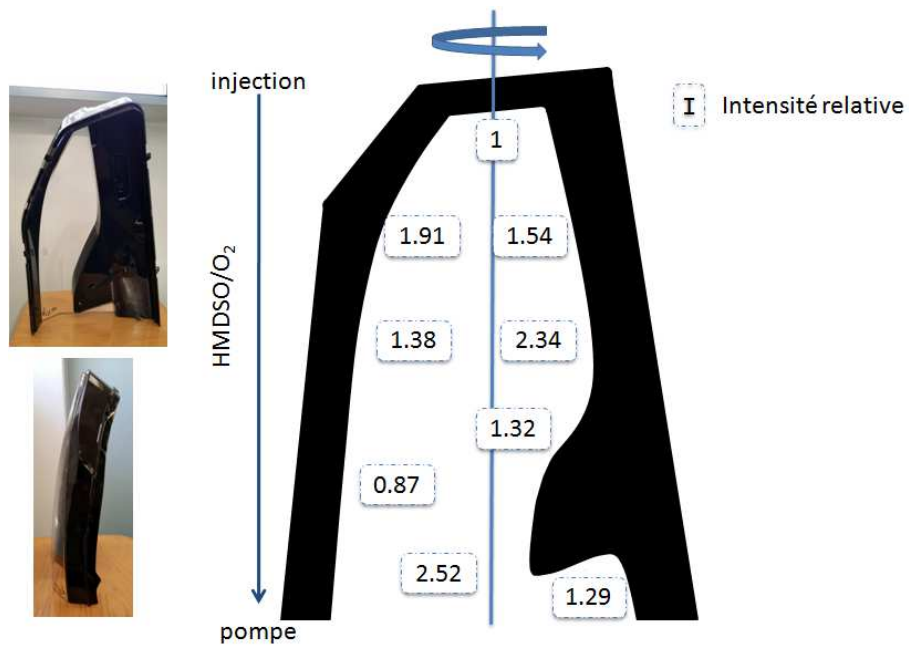 injection
I Intensité relative
1
1.91
1.54
HMDSO/O₂
1.38
2.34
1.32
0.87
2.52
1.29
pompe